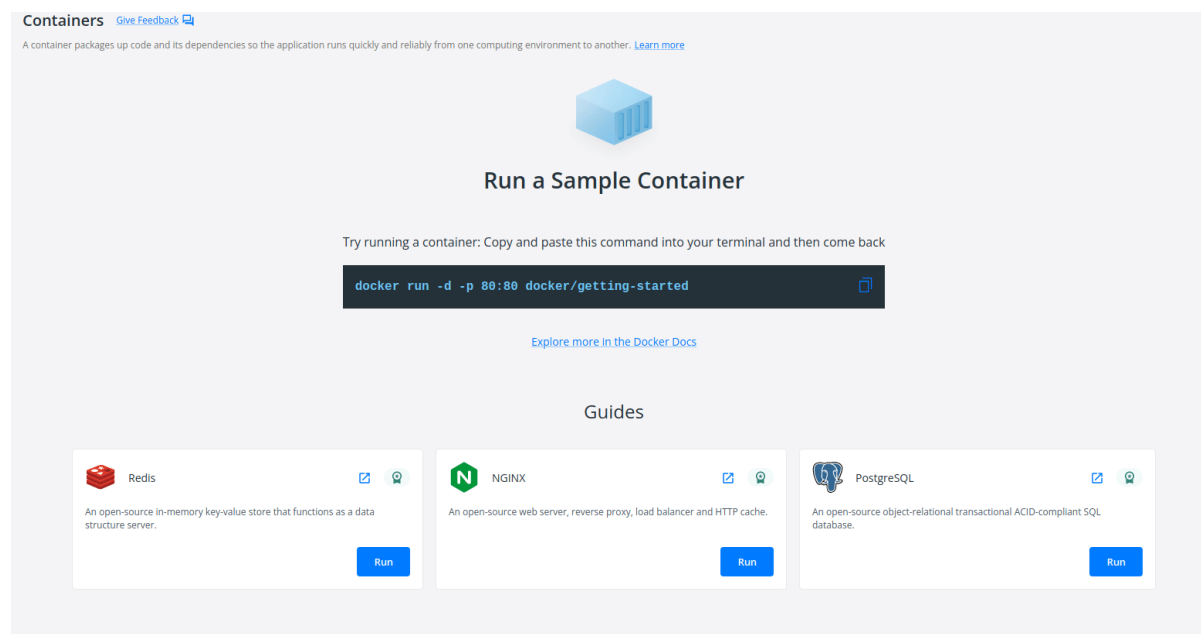 Containers Give Feedback
A container packages up code and its dependencies so the application runs quickly and reliably from one computing environment to another. Learn more
Run a Sample Container
Try running a container: Copy and paste this command into your terminal and then come back
docker run -d -p 80:80 docker/getting-started
Explore more in the Docker Docs
Guides
Redis
An open-source in-memory key-value store that functions as a data
structure server.
Run
N
NGINX
An open-source web server, reverse proxy, load balancer and HTTP cache.
Run
PostgreSQL
An open-source object-relational transactional ACID-compliant SQL
database.
Run